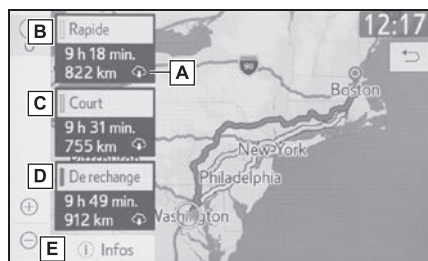 B Rapide
12:17
9 h 18 min.
822 km
A
90
Boston
C Court
9 h 31 min.
755 km
New York
D De rechange
Philadelphia
9 h 49 min.
912 km
Washington
E Infos